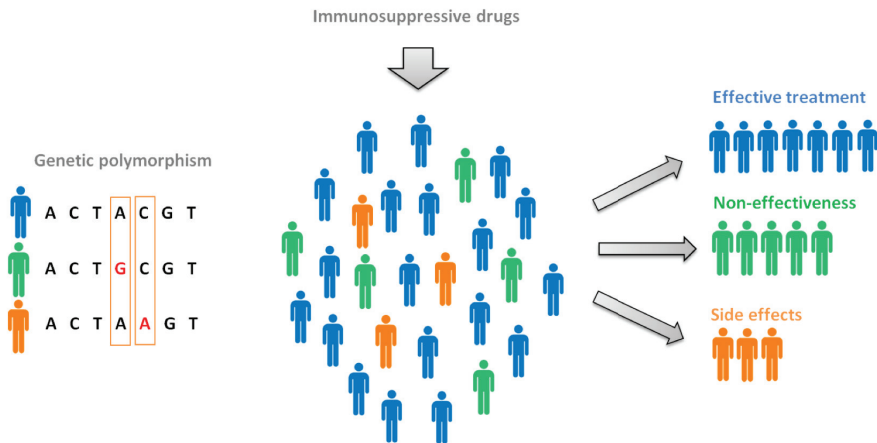 Immunosuppressive drugs
Genetic polymorphism
A C T A C G T
A C T G C G T
A C T A A G T
Effective treatment
Non-effectiveness
Side effects